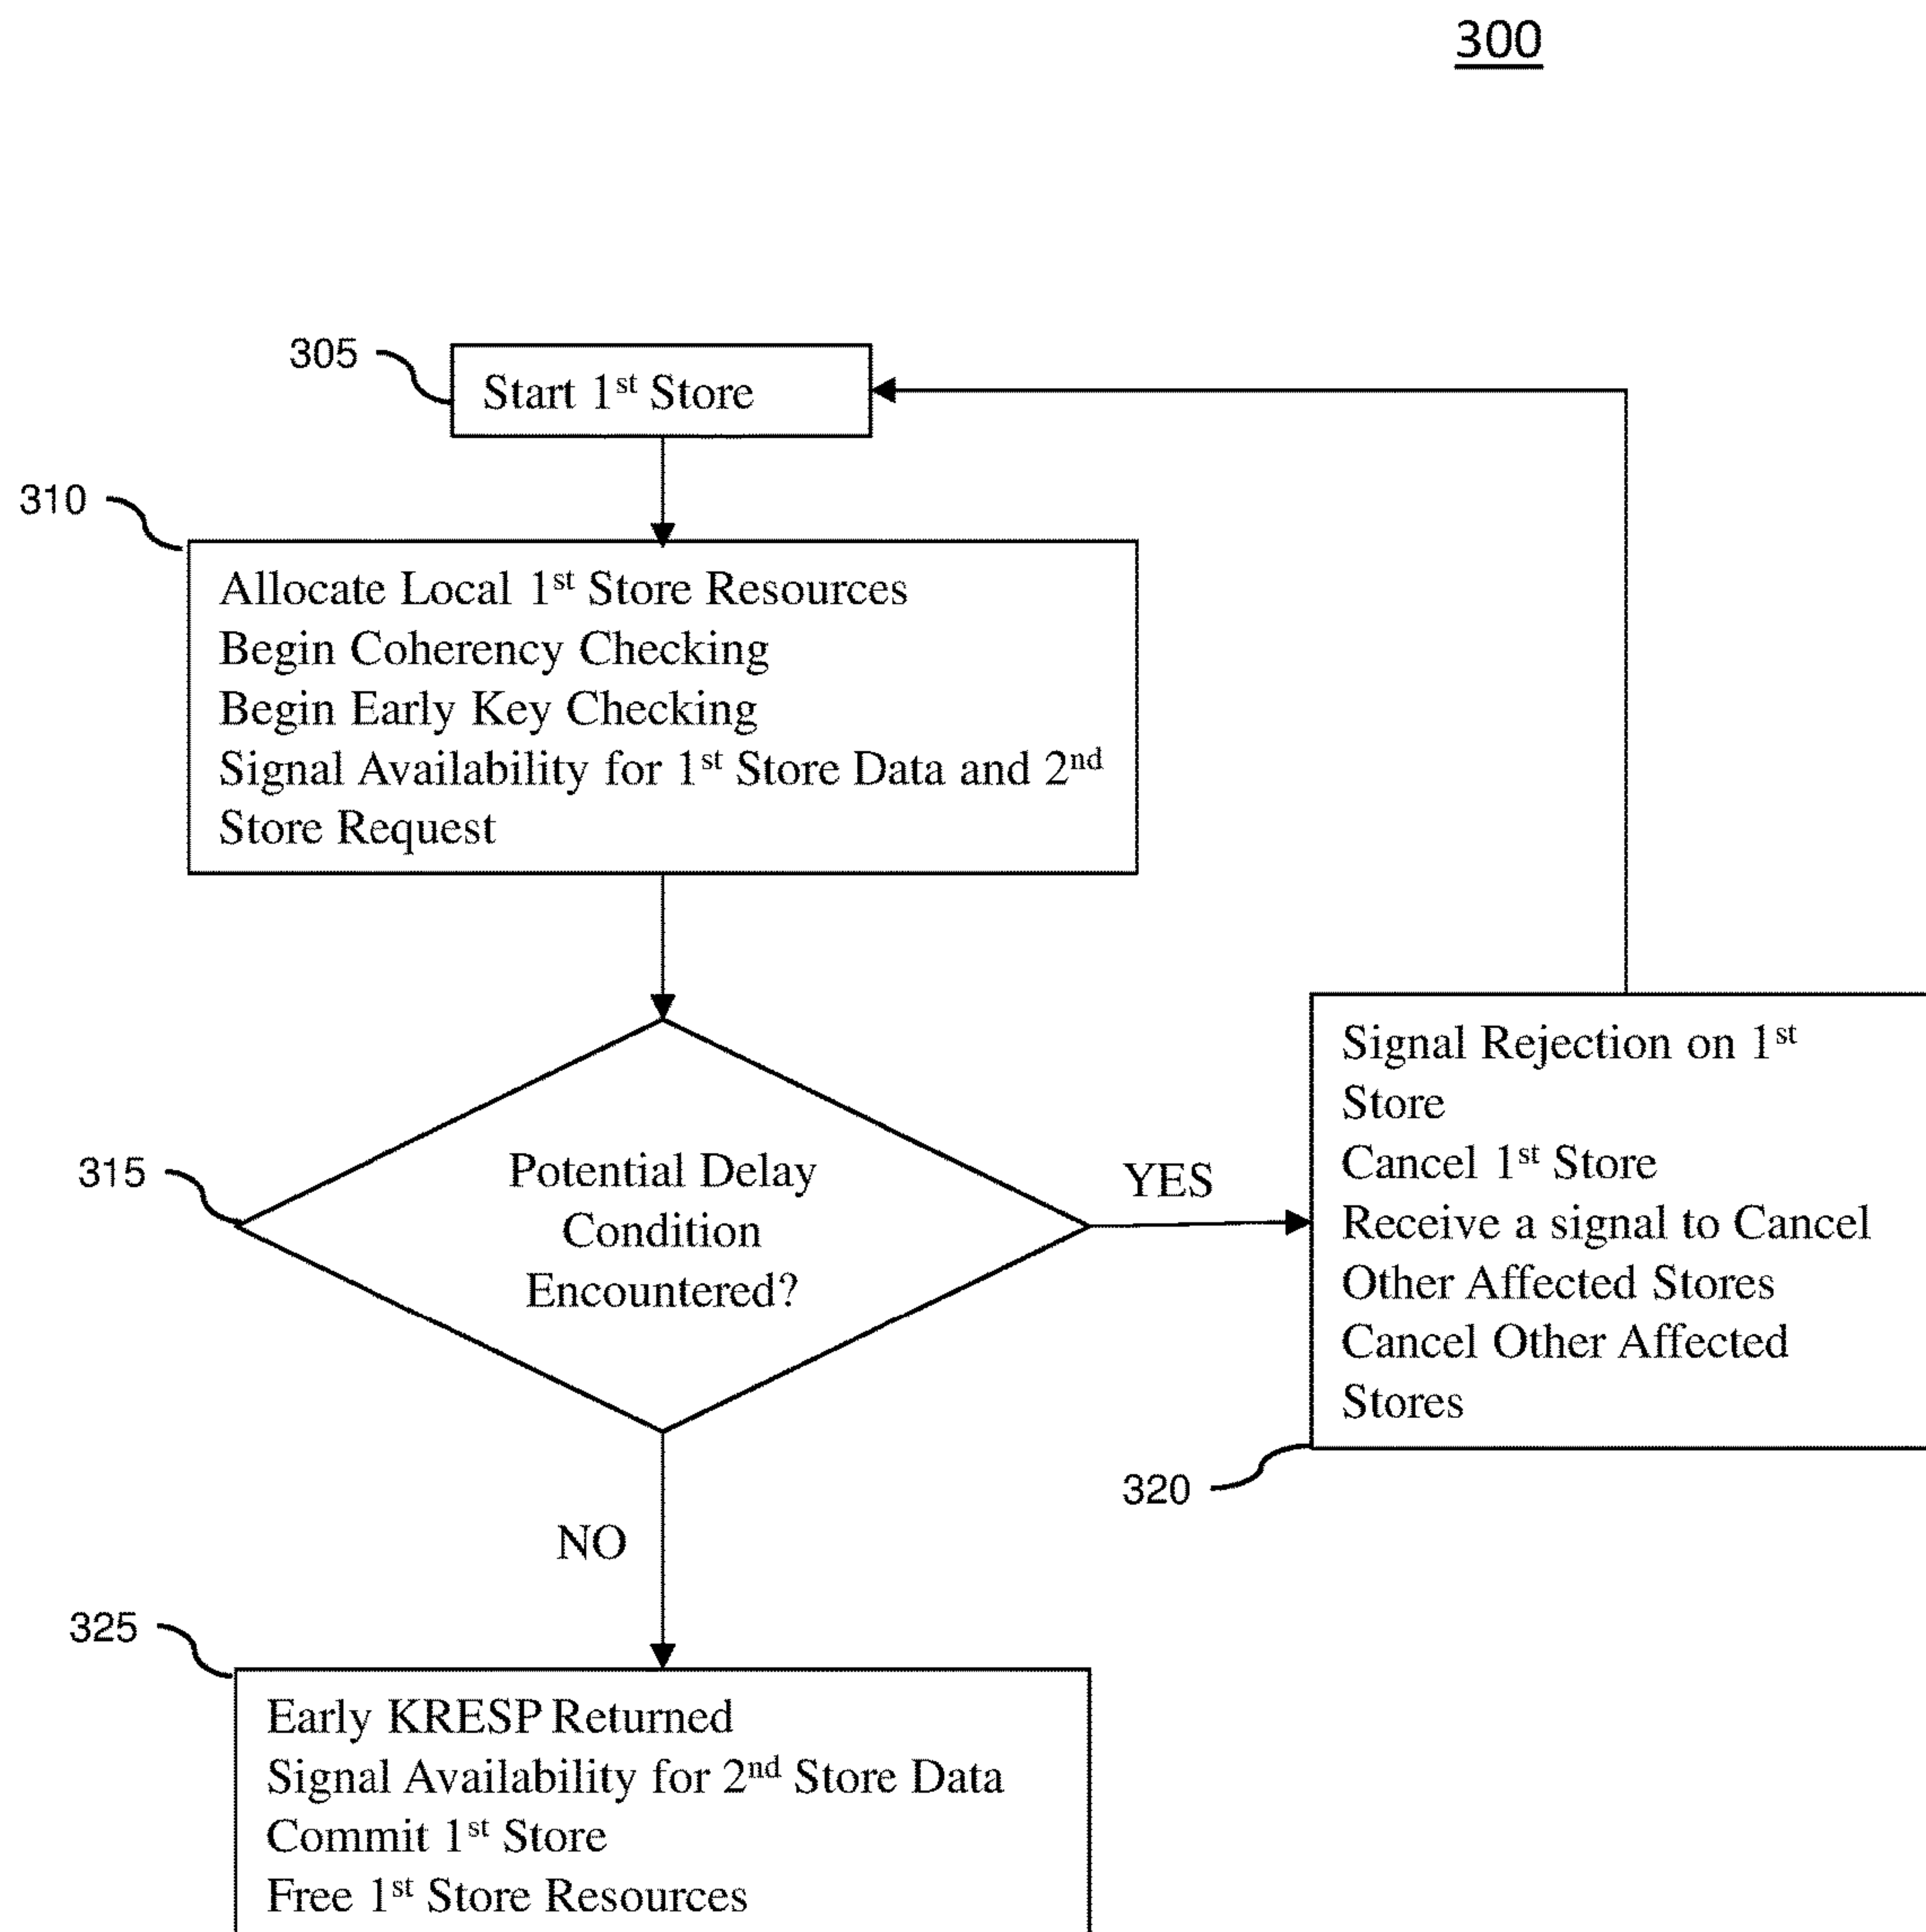 300
305
Start 1st Store
310
Allocate Local 1st Store Resources
Begin Coherency Checking
Begin Early Key Checking
Signal Availability for 1st Store Data and 2nd
Store Request
315
Potential Delay
Condition
Encountered?
YES
Signal Rejection on 1st
Store
Cancel 1st Store
Receive a signal to Cancel
Other Affected Stores
Cancel Other Affected
Stores
320
NO
325
Early KRESP Returned
Signal Availability for 2nd Store Data
Commit 1st Store
Free 1st Store Resources